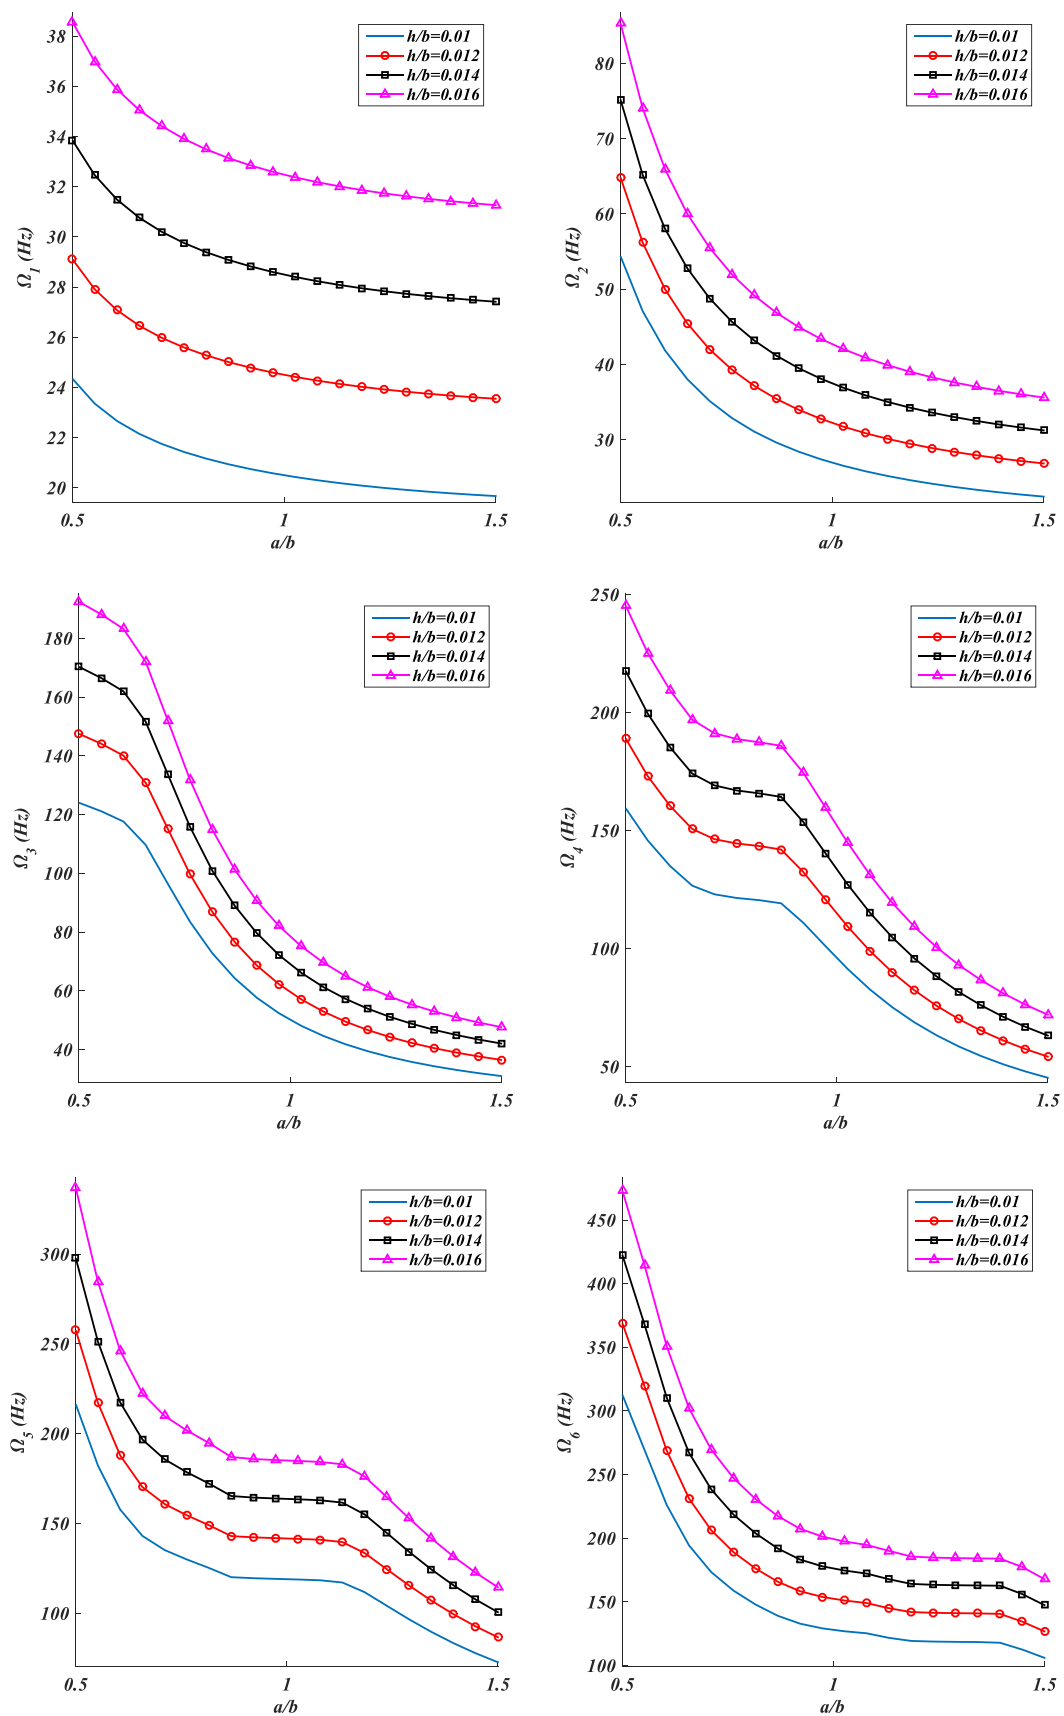 38
36
34
32
30
28
26
24
22
20
Ω1 (Hz)
h/b=0.01
h/b=0.012
h/b=0.014
h/b=0.016
0.5
1
1.5
a/b
80
70
60
50
40
30
Ω2 (Hz)
h/b=0.01
h/b=0.012
h/b=0.014
h/b=0.016
0.5
1
1.5
a/b
180
160
140
120
100
80
60
40
Ω3 (Hz)
h/b=0.01
h/b=0.012
h/b=0.014
h/b=0.016
0.5
1
1.5
a/b
250
200
150
100
50
Ω4 (Hz)
h/b=0.01
h/b=0.012
h/b=0.014
h/b=0.016
0.5
1
1.5
a/b
300
250
200
150
100
Ω5 (Hz)
h/b=0.01
h/b=0.012
h/b=0.014
h/b=0.016
0.5
1
1.5
a/b
450
400
350
300
250
200
150
100
Ω6 (Hz)
h/b=0.01
h/b=0.012
h/b=0.014
h/b=0.016
0.5
1
1.5
a/b